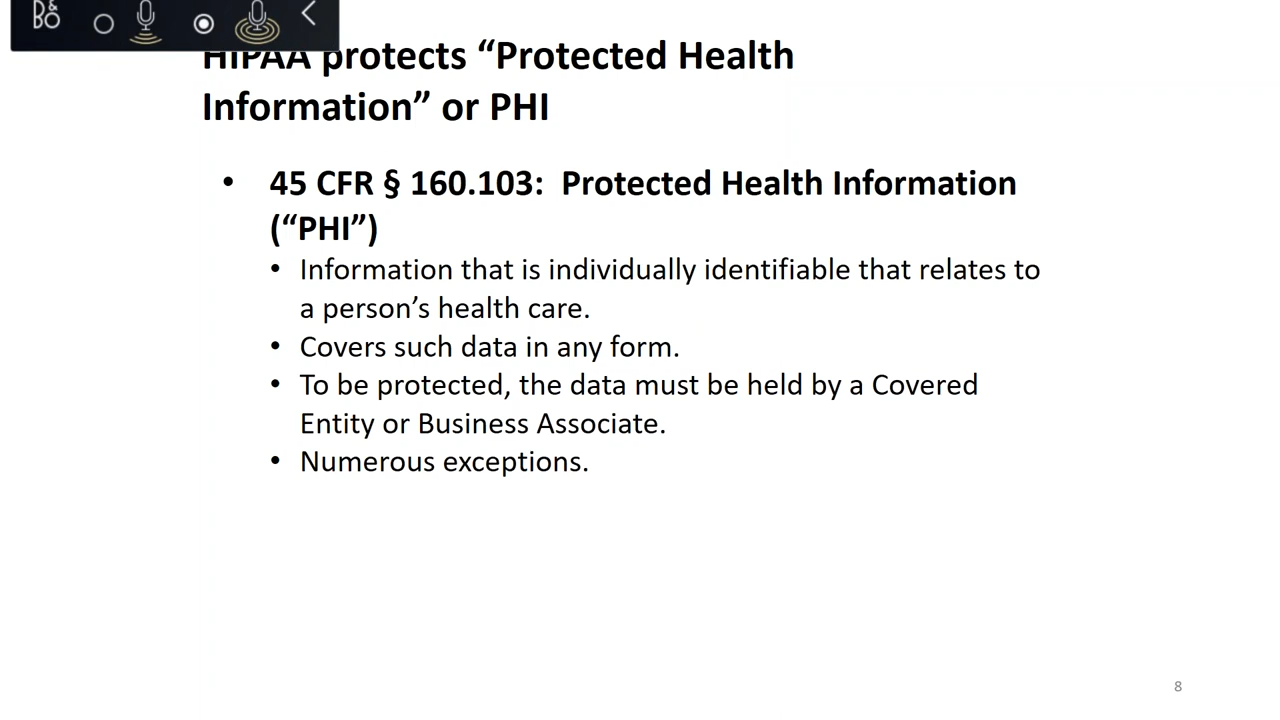 B&O
HIPAA protects “Protected Health
Information” or PHI
• 45 CFR § 160.103: Protected Health Information
(“PHI”)
• Information that is individually identifiable that relates to
a person’s health care.
• Covers such data in any form.
• To be protected, the data must be held by a Covered
Entity or Business Associate.
• Numerous exceptions.
8